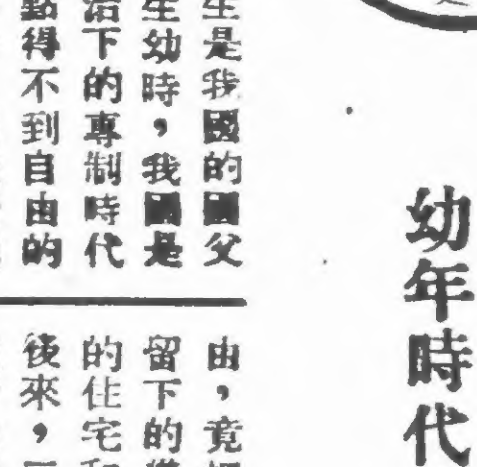 幼年時代
生是我國的國父
生幼時，我國是
治下的專制時代
點得不到自由的
由，竟
留下的
的住宅和
後來，